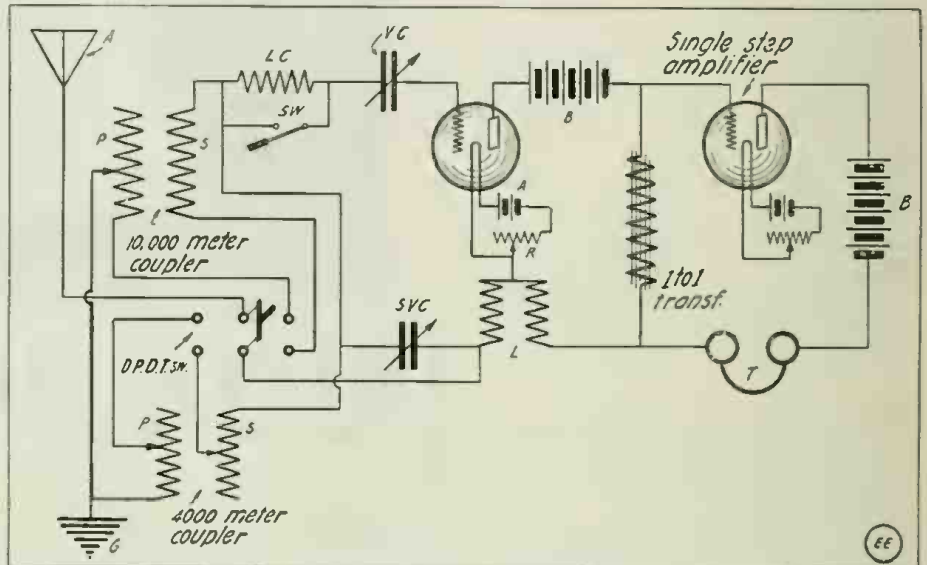 A
LC
VC
SW
P
S
10,000 meter
coupler
D.P.D.T. SW.
P
S
4000 meter
coupler
G
SVC
B
A
R
L
1 to 1
transf.
Single step
amplifier
B
T
EE